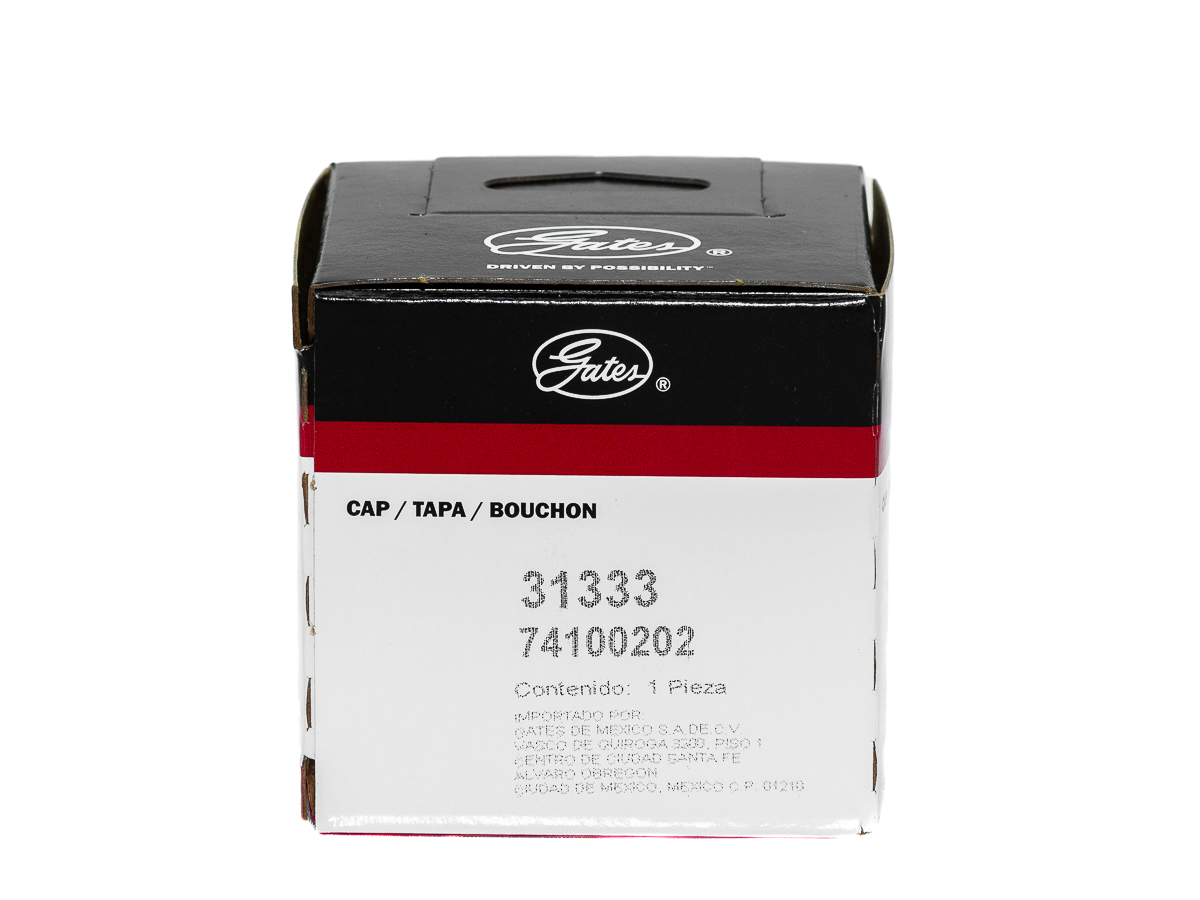 Gates ®
DRIVEN BY POSSIBILITY™
Gates ®
CAP / TAPA / BOUCHON
31333
74100202
Contenido: 1 Pieza
IMPORTADO POR:
GATES DE MEXICO S.A.DE.C.V.
VASCO DE QUIROGA 3200, PISO 1
CENTRO DE CIUDAD SANTA FE
ALVARO OBREGON
CIUDAD DE MEXICO, MEXICO C.P. 01210